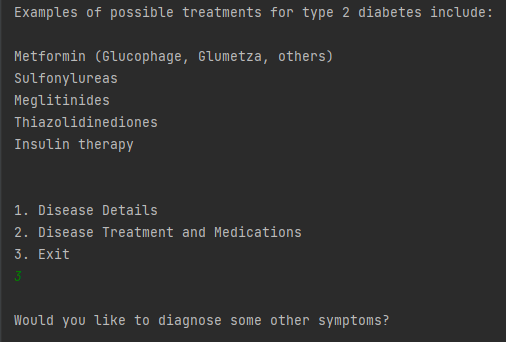 Examples of possible treatments for type 2 diabetes include:
Metformin (Glucophage, Glumetza, others)
Sulfonylureas
Meglitinides
Thiazolidinediones
Insulin therapy
1. Disease Details
2. Disease Treatment and Medications
3. Exit
3
Would you like to diagnose some other symptoms?